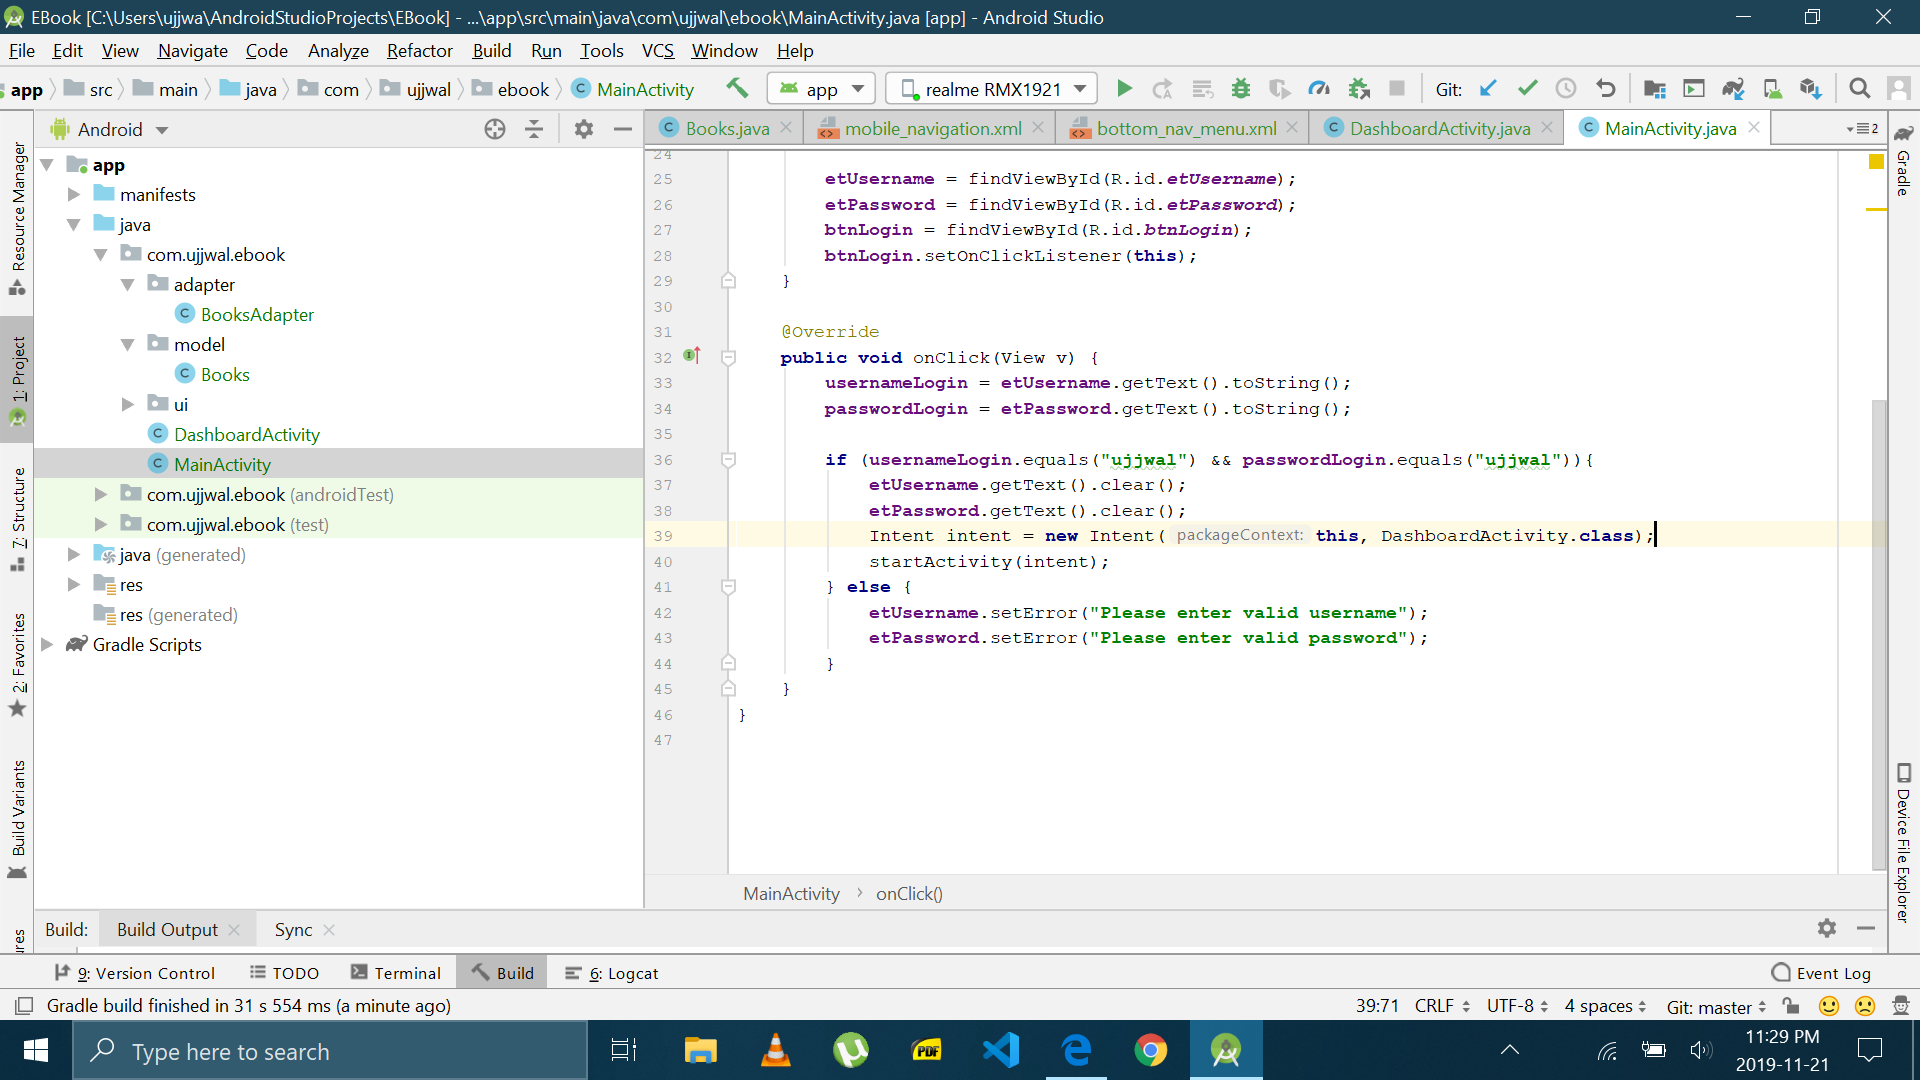 EBook [C:\Users\ujjwa\AndroidStudioProjects\EBook] - ...\app\src\main\java\com\ujjwal\ebook\MainActivity.java [app] - Android Studio
File Edit View Navigate Code Analyze Refactor Build Run Tools VCS Window Help
app src main java com ujjwal ebook MainActivity app realme RMX1921 Git:
Android
Books.java mobile_navigation.xml bottom_nav_menu.xml DashboardActivity.java MainActivity.java 2
app
manifests
java
com.ujjwal.ebook
adapter
BooksAdapter
model
Books
ui
DashboardActivity
MainActivity
com.ujjwal.ebook (androidTest)
com.ujjwal.ebook (test)
java (generated)
res
res (generated)
Gradle Scripts
Resource Manager
1: Project
7: Structure
2: Favorites
Build Variants
24
25 etUsername = findViewById(R.id.etUsername);
26 etPassword = findViewById(R.id.etPassword);
27 btnLogin = findViewById(R.id.btnLogin);
28 btnLogin.setOnClickListener(this);
29 }
30
31 @Override
32 public void onClick(View v) {
33 usernameLogin = etUsername.getText().toString();
34 passwordLogin = etPassword.getText().toString();
35
36 if (usernameLogin.equals("ujjwal") && passwordLogin.equals("ujjwal")){
37 etUsername.getText().clear();
38 etPassword.getText().clear();
39 Intent intent = new Intent( packageContext: this, DashboardActivity.class);
40 startActivity(intent);
41 } else {
42 etUsername.setError("Please enter valid username");
43 etPassword.setError("Please enter valid password");
44 }
45 }
46 }
47
Gradle
Device File Explorer
MainActivity › onClick()
Build: Build Output Sync
9: Version Control TODO Terminal Build 6: Logcat Event Log
Gradle build finished in 31 s 554 ms (a minute ago) 39:71 CRLF UTF-8 4 spaces Git: master
Type here to search PDF 11:29 PM
2019-11-21